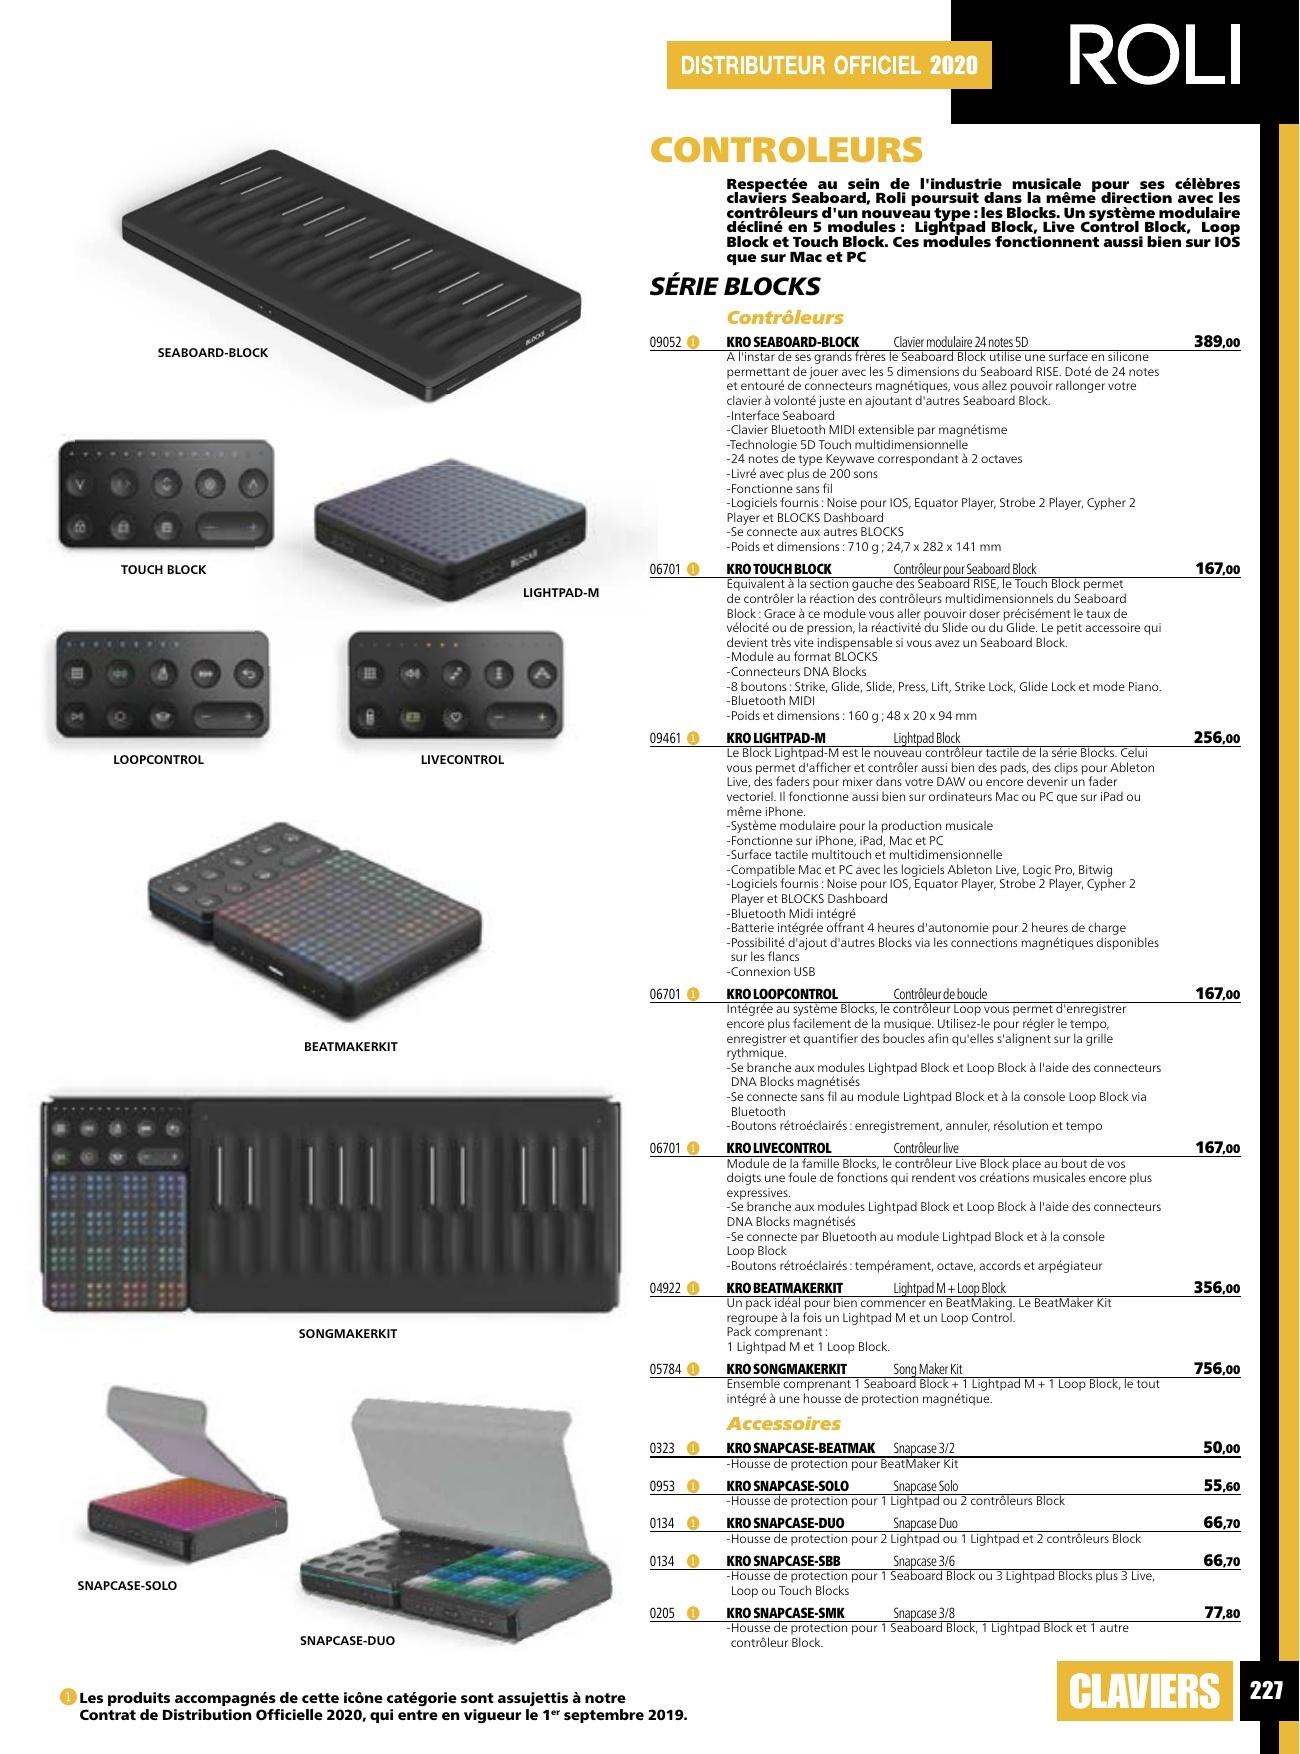 DISTRIBUTEUR OFFICIEL 2020
ROLI
CONTROLEURS
Respectée au sein de l'industrie musicale pour ses célèbres
claviers Seaboard, Roli poursuit dans la même direction avec les
contrôleurs d'un nouveau type : les Blocks. Un système modulaire
décliné en 5 modules : Lightpad Block, Live Control Block, Loop
Block et Touch Block. Ces modules fonctionnent aussi bien sur IOS
que sur Mac et PC
SÉRIE BLOCKS
Contrôleurs
09052 1 KRO SEABOARD-BLOCK Clavier modulaire 24 notes 5D 389,00
A l'instar de ses grands frères le Seaboard Block utilise une surface en silicone
permettant de jouer avec les 5 dimensions du Seaboard RISE. Doté de 24 notes
et entouré de connecteurs magnétiques, vous allez pouvoir rallonger votre
clavier à volonté juste en ajoutant d'autres Seaboard Block.
-Interface Seaboard
-Clavier Bluetooth MIDI extensible par magnétisme
-Technologie 5D Touch multidimensionnelle
-24 notes de type Keywave correspondant à 2 octaves
-Livré avec plus de 200 sons
-Fonctionne sans fil
-Logiciels fournis : Noise pour IOS, Equator Player, Strobe 2 Player, Cypher 2
Player et BLOCKS Dashboard
-Se connecte aux autres BLOCKS
-Poids et dimensions : 710 g ; 24,7 x 282 x 141 mm
06701 1 KRO TOUCH BLOCK Contrôleur pour Seaboard Block 167,00
Equivalent à la section gauche des Seaboard RISE, le Touch Block permet
de contrôler la réaction des contrôleurs multidimensionnels du Seaboard
Block : Grace à ce module vous aller pouvoir doser précisément le taux de
vélocité ou de pression, la réactivité du Slide ou du Glide. Le petit accessoire qui
devient très vite indispensable si vous avez un Seaboard Block.
-Module au format BLOCKS
-Connecteurs DNA Blocks
-8 boutons : Strike, Glide, Slide, Press, Lift, Strike Lock, Glide Lock et mode Piano.
-Bluetooth MIDI
-Poids et dimensions : 160 g ; 48 x 20 x 94 mm
09461 1 KRO LIGHTPAD-M Lightpad Block 256,00
Le Block Lightpad-M est le nouveau contrôleur tactile de la série Blocks. Celui
vous permet d'afficher et contrôler aussi bien des pads, des clips pour Ableton
Live, des faders pour mixer dans votre DAW ou encore devenir un fader
vectoriel. Il fonctionne aussi bien sur ordinateurs Mac ou PC que sur iPad ou
même iPhone.
-Système modulaire pour la production musicale
-Fonctionne sur iPhone, iPad, Mac et PC
-Surface tactile multitouch et multidimensionnelle
-Compatible Mac et PC avec les logiciels Ableton Live, Logic Pro, Bitwig
-Logiciels fournis : Noise pour IOS, Equator Player, Strobe 2 Player, Cypher 2
Player et BLOCKS Dashboard
-Bluetooth Midi intégré
-Batterie intégrée offrant 4 heures d'autonomie pour 2 heures de charge
-Possibilité d'ajout d'autres Blocks via les connections magnétiques disponibles
sur les flancs
-Connexion USB
06701 1 KRO LOOPCONTROL Contrôleur de boucle 167,00
Intégrée au système Blocks, le contrôleur Loop vous permet d'enregistrer
encore plus facilement de la musique. Utilisez-le pour régler le tempo,
enregistrer et quantifier des boucles afin qu'elles s'alignent sur la grille
rythmique.
-Se branche aux modules Lightpad Block et Loop Block à l'aide des connecteurs
DNA Blocks magnétisés
-Se connecte sans fil au module Lightpad Block et à la console Loop Block via
Bluetooth
-Boutons rétroéclairés : enregistrement, annuler, résolution et tempo
06701 1 KRO LIVECONTROL Contrôleur live 167,00
Module de la famille Blocks, le contrôleur Live Block place au bout de vos
doigts une foule de fonctions qui rendent vos créations musicales encore plus
expressives.
-Se branche aux modules Lightpad Block et Loop Block à l'aide des connecteurs
DNA Blocks magnétisés
-Se connecte par Bluetooth au module Lightpad Block et à la console
Loop Block
-Boutons rétroéclairés : tempérament, octave, accords et arpégiateur
04922 1 KRO BEATMAKERKIT Lightpad M + Loop Block 356,00
Un pack idéal pour bien commencer en BeatMaking. Le BeatMaker Kit
regroupe à la fois un Lightpad M et un Loop Control.
Pack comprenant :
1 Lightpad M et 1 Loop Block.
05784 1 KRO SONGMAKERKIT Song Maker Kit 756,00
Ensemble comprenant 1 Seaboard Block + 1 Lightpad M + 1 Loop Block, le tout
intégré à une housse de protection magnétique.
Accessoires
0323 1 KRO SNAPCASE-BEATMAK Snapcase 3/2 50,00
-Housse de protection pour BeatMaker Kit
0953 1 KRO SNAPCASE-SOLO Snapcase Solo 55,60
-Housse de protection pour 1 Lightpad ou 2 contrôleurs Block
0134 1 KRO SNAPCASE-DUO Snapcase Duo 66,70
-Housse de protection pour 2 Lightpad ou 1 Lightpad et 2 contrôleurs Block
0134 1 KRO SNAPCASE-SBB Snapcase 3/6 66,70
-Housse de protection pour 1 Seaboard Block ou 3 Lightpad Blocks plus 3 Live,
Loop ou Touch Blocks
0205 1 KRO SNAPCASE-SMK Snapcase 3/8 77,80
-Housse de protection pour 1 Seaboard Block, 1 Lightpad Block et 1 autre
contrôleur Block.
BLOCKS
SEABOARD-BLOCK
TOUCH BLOCK
BLOCKS
LIGHTPAD-M
LOOPCONTROL
LIVECONTROL
BEATMAKERKIT
SONGMAKERKIT
SNAPCASE-SOLO
SNAPCASE-DUO
1 Les produits accompagnés de cette icône catégorie sont assujettis à notre
Contrat de Distribution Officielle 2020, qui entre en vigueur le 1er septembre 2019.
CLAVIERS 227